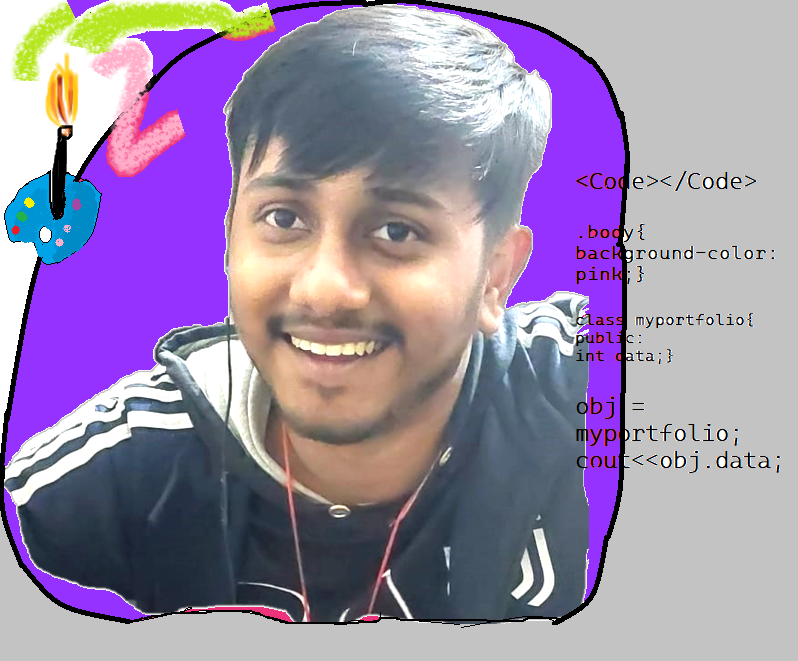 <Code></Code>
.body{
background-color:
pink;}
class myportfolio{
public:
int data;}
obj =
myportfolio;
cout<<obj.data;